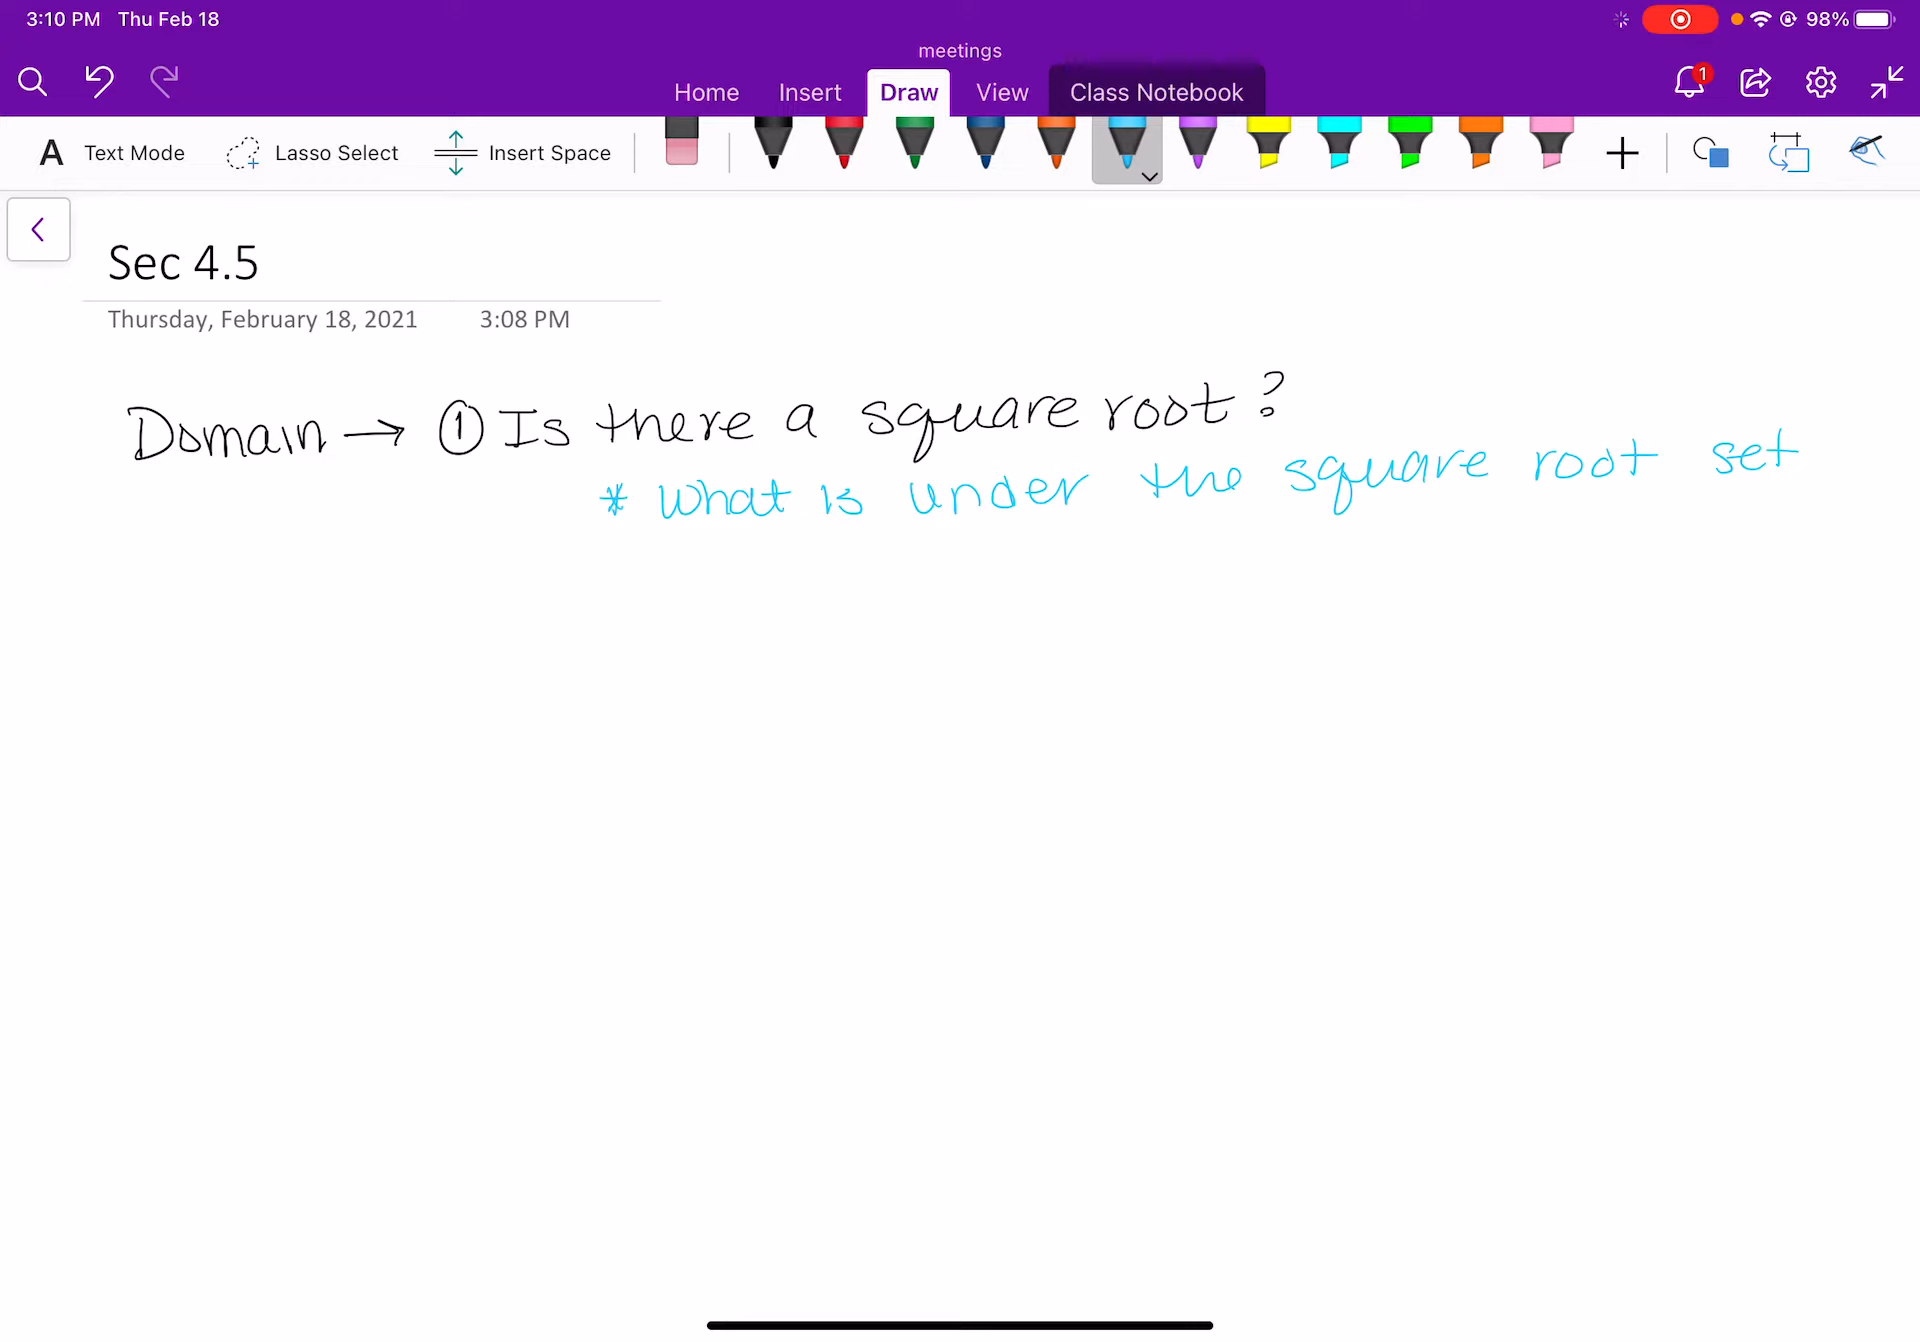 3:10 PM Thu Feb 18 98%
meetings
Home Insert Draw View Class Notebook 1
A Text Mode Lasso Select Insert Space
Sec 4.5
Thursday, February 18, 2021 3:08 PM
Domain → ① Is there a square root?
* What is under the square root set